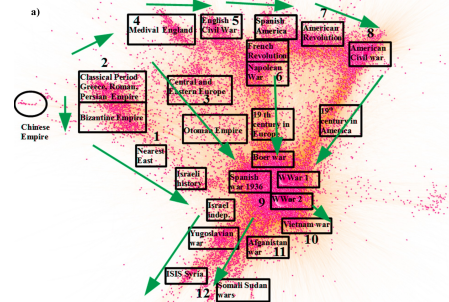 a)
4
Medival England
English
Civil War
5
Spanish
America
7
American
Revolution
8
American
Civil war
French
Revolution
Napoleon
War
6
2
Classical Period
Greece, Roman,
Persian Empire
Bizantine Empire
Chinese
Empire
Central and
Eastern Europe
3
Otoman Empire
19 th
century in
Europe
19th
century in
America
1
Nearest
East
Boer war
Israeli
history
Spanish
war 1936
WWar 1
9
WWar 2
Israel
indep.
Vietnam war
10
Yugoslavian
war
Afganistan
war
11
ISIS Syria
12
Somali Sudan
wars